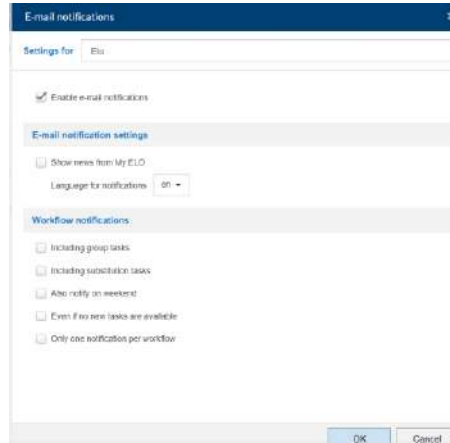 E-mail notifications
Settings for Elo
Enable e-mail notifications
E-mail notification settings
Show news from My ELO
Language for notifications en
Workflow notifications
Including group tasks
Including substitution tasks
Also notify on weekend
Even if no new tasks are available
Only one notification per workflow
OK Cancel